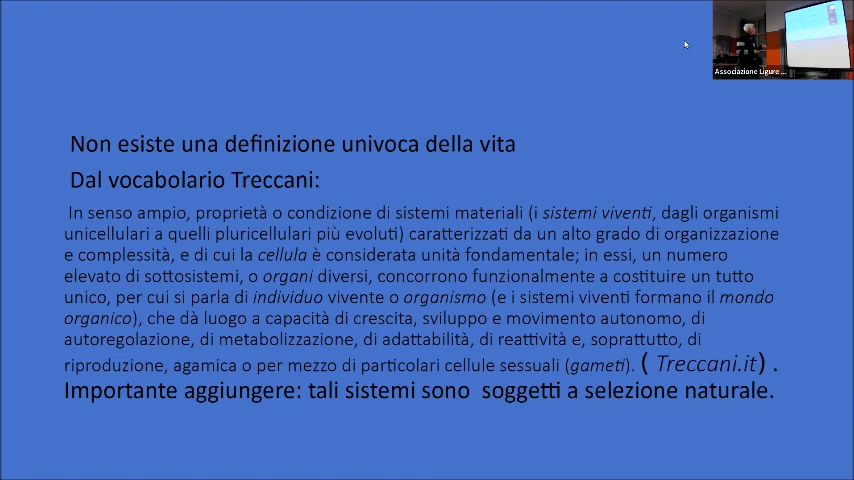 Associazione Ligure ...
Non esiste una definizione univoca della vita
Dal vocabolario Treccani:
In senso ampio, proprietà o condizione di sistemi materiali (i sistemi viventi, dagli organismi
unicellulari a quelli pluricellulari più evoluti) caratterizzati da un alto grado di organizzazione
e complessità, e di cui la cellula è considerata unità fondamentale; in essi, un numero
elevato di sottosistemi, o organi diversi, concorrono funzionalmente a costituire un tutto
unico, per cui si parla di individuo vivente o organismo (e i sistemi viventi formano il mondo
organico), che dà luogo a capacità di crescita, sviluppo e movimento autonomo, di
autoregolazione, di metabolizzazione, di adattabilità, di reattività e, soprattutto, di
riproduzione, agamica o per mezzo di particolari cellule sessuali (gameti). ( Treccani.it) .
Importante aggiungere: tali sistemi sono soggetti a selezione naturale.